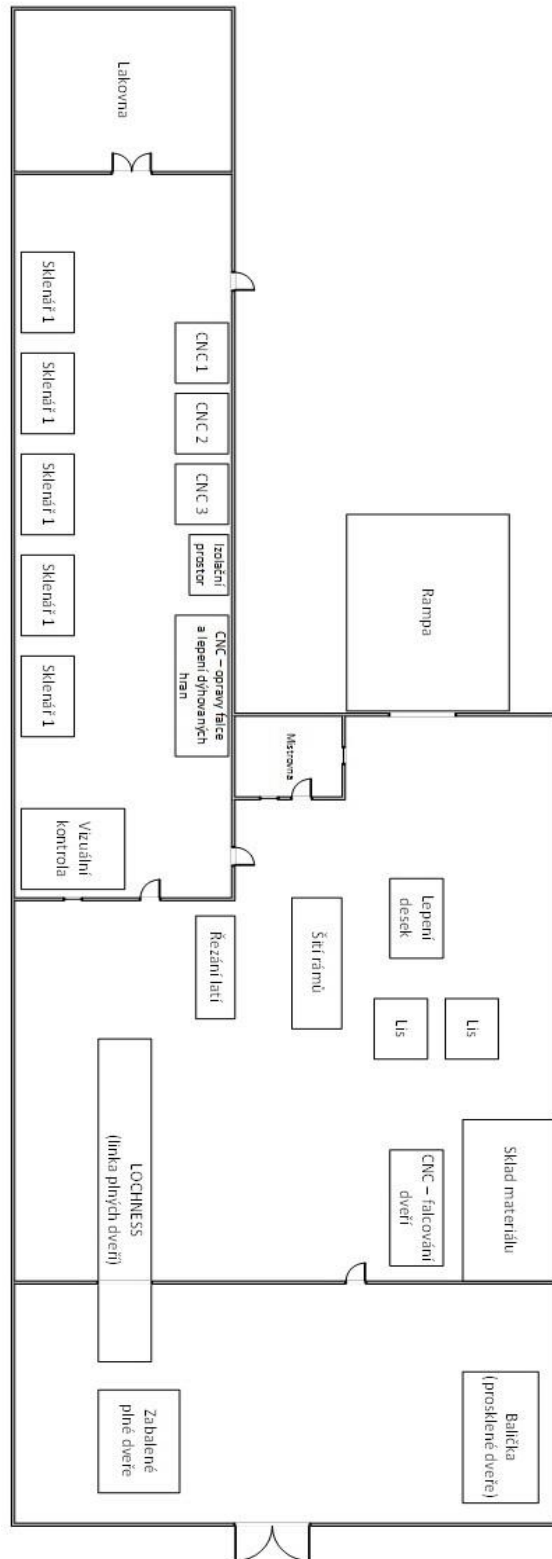 Lakovna
Sklenář 1
Sklenář 1
Sklenář 1
Sklenář 1
Sklenář 1
CNC 1
CNC 2
CNC 3
Izolační
prostor
CNC – opravy falce
a lepení dýhovaných
hran
Vizuální
kontrola
Rampa
Mistrovna
Řezání latí
Šití rámů
Lepení
desek
Lis
Lis
LOCHNESS
(linka plných dveří)
CNC – falcování
dveří
Sklad materiálu
Zabalené
plné dveře
Balička
(prosklené dveře)